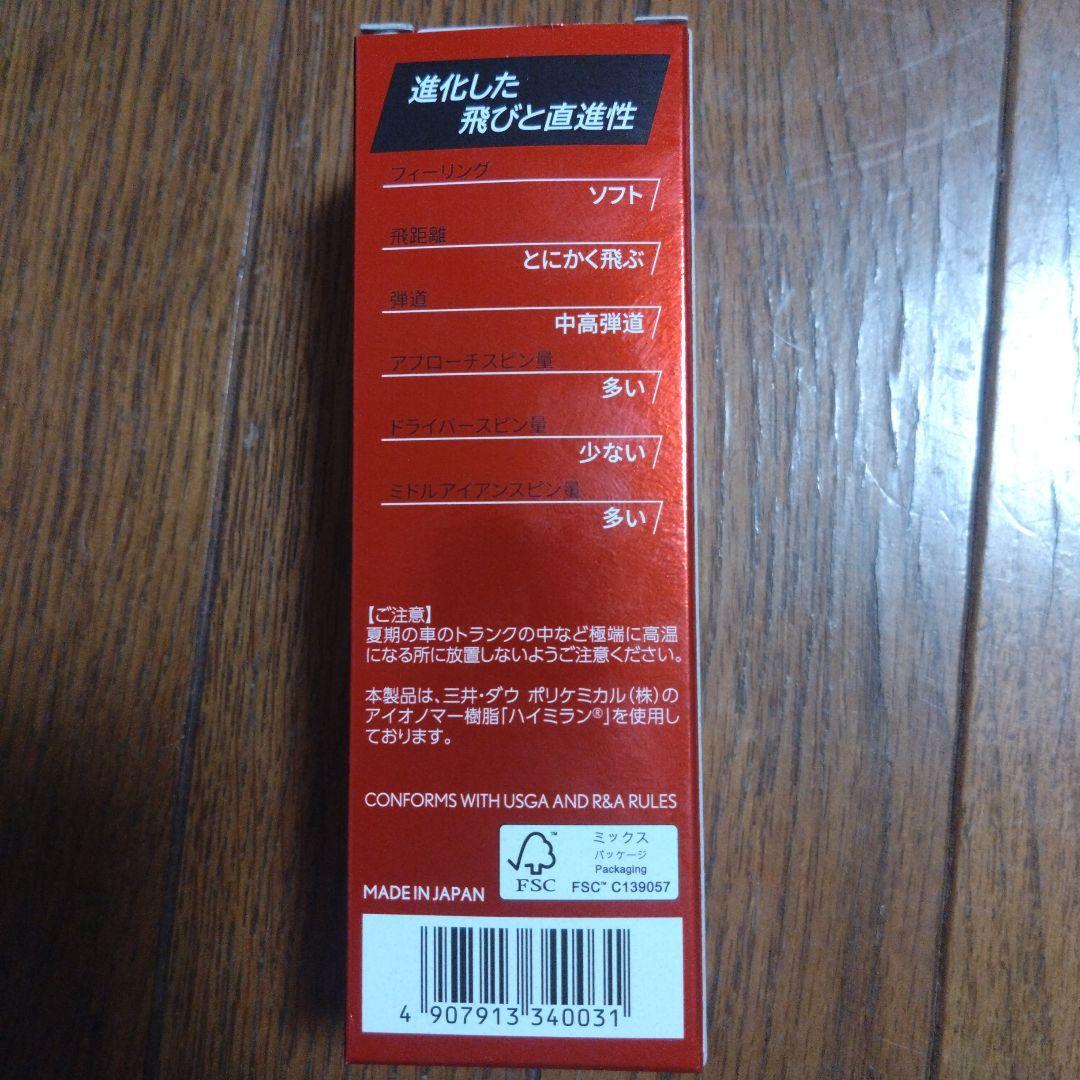 進化した
飛びと直進性
フィーリング
ソフト
飛距離
とにかく飛ぶ
弾道
中高弾道
アプローチスピン量
多い
ドライバースピン量
少ない
ミドルアイアンスピン量
多い
【ご注意】
夏期の車のトランクの中など極端に高温
になる所に放置しないようご注意ください。
本製品は、三井・ダウ ポリケミカル(株)の
アイオノマー樹脂「ハイミラン®」を使用し
ております。
CONFORMS WITH USGA AND R&A RULES
ミックス
パッケージ
Packaging
FSC™ C139057
FSC
MADE IN JAPAN
4 907913 340031